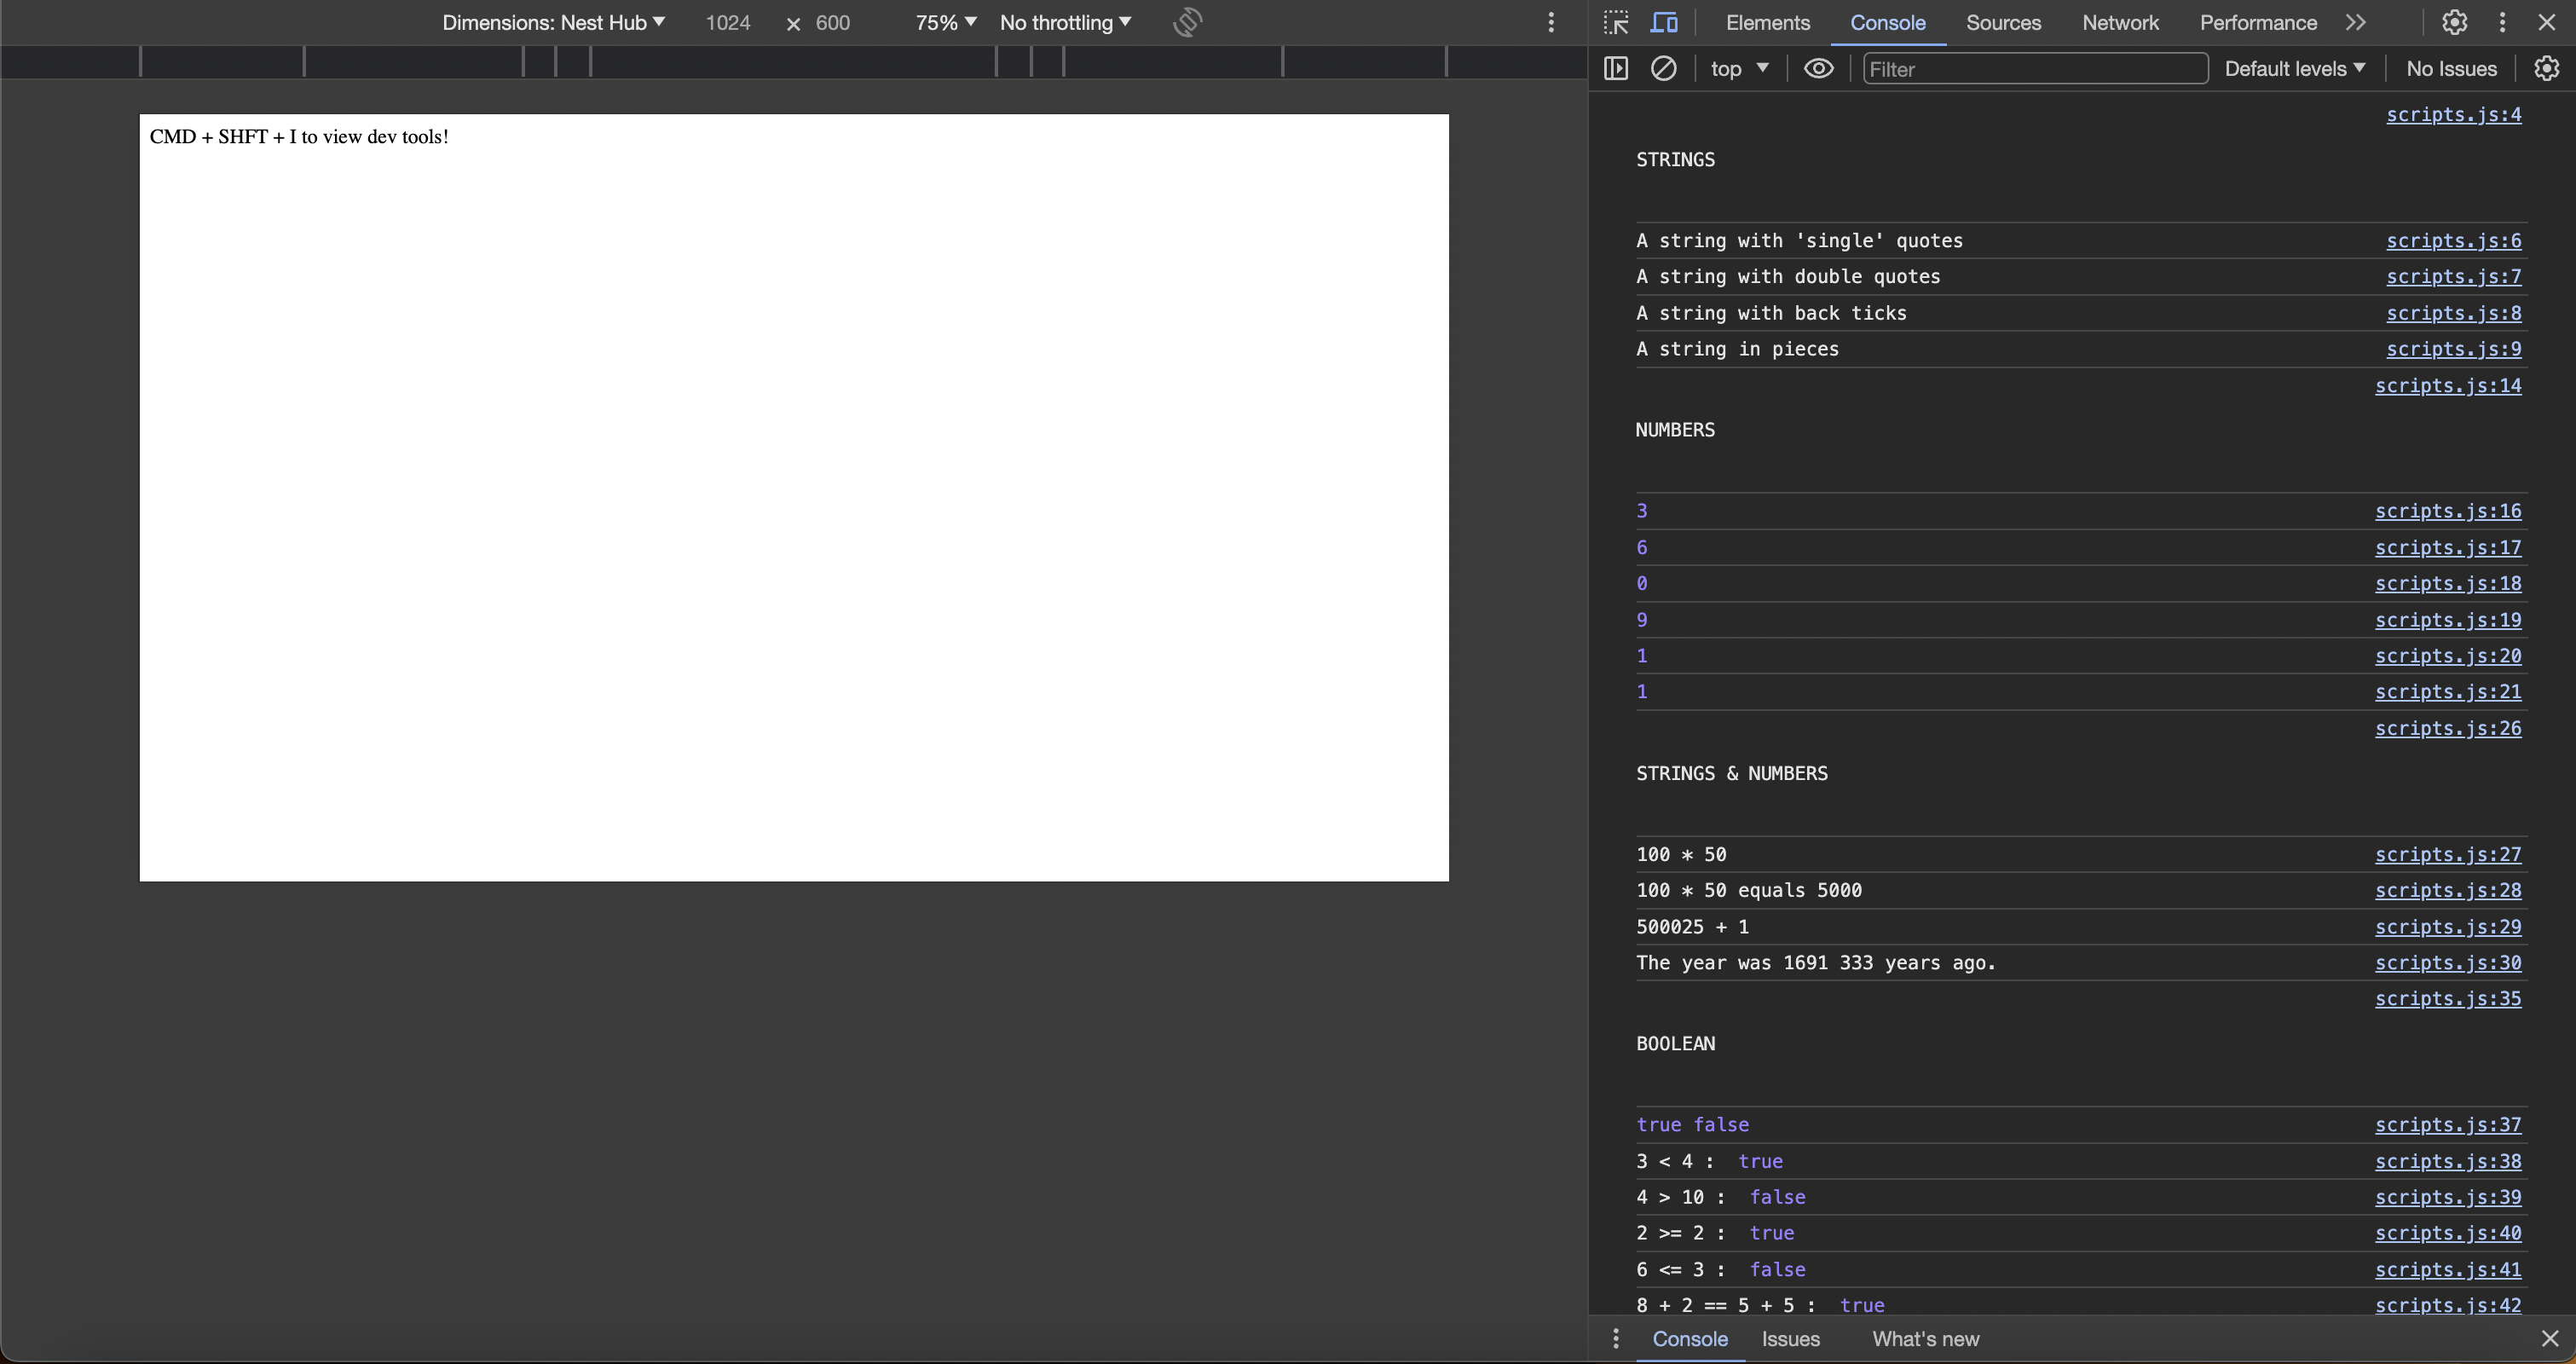 Dimensions: Nest Hub 1024 × 600 75% No throttling
Elements Console Sources Network Performance
top Filter Default levels No Issues
CMD + SHFT + I to view dev tools!
scripts.js:4
STRINGS
A string with 'single' quotes scripts.js:6
A string with double quotes scripts.js:7
A string with back ticks scripts.js:8
A string in pieces scripts.js:9
scripts.js:14
NUMBERS
3 scripts.js:16
6 scripts.js:17
0 scripts.js:18
9 scripts.js:19
1 scripts.js:20
1 scripts.js:21
scripts.js:26
STRINGS & NUMBERS
100 * 50 scripts.js:27
100 * 50 equals 5000 scripts.js:28
500025 + 1 scripts.js:29
The year was 1691 333 years ago. scripts.js:30
scripts.js:35
BOOLEAN
true false scripts.js:37
3 < 4 : true scripts.js:38
4 > 10 : false scripts.js:39
2 >= 2 : true scripts.js:40
6 <= 3 : false scripts.js:41
8 + 2 == 5 + 5 : true scripts.js:42
Console Issues What's new